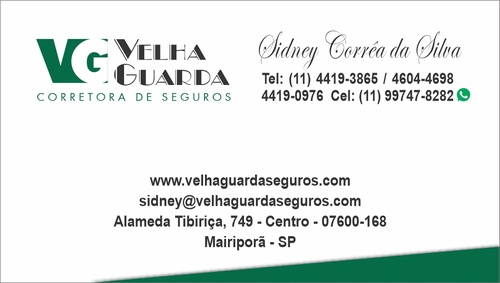 VG VELHA GUARDA
CORRETORA DE SEGUROS
Sidney Corrêa da Silva
Tel: (11) 4419-3865 / 4604-4698
4419-0976 Cel: (11) 99747-8282
www.velhaguardaseguros.com
sidney@velhaguardaseguros.com
Alameda Tibiriça, 749 - Centro - 07600-168
Mairiporã - SP